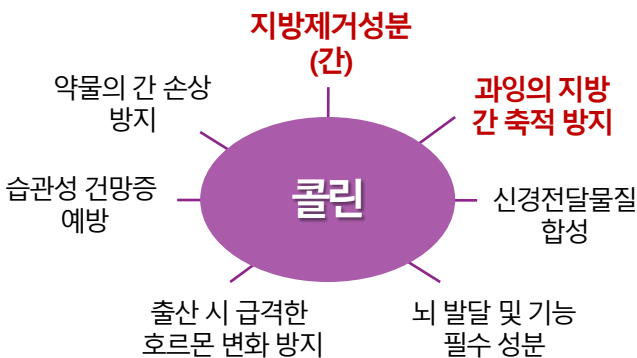 지방제거성분
(간)
약물의 간 손상
방지
과잉의 지방
간 축적 방지
습관성 건망증
예방
콜린
신경전달물질
합성
출산 시 급격한
호르몬 변화 방지
뇌 발달 및 기능
필수 성분